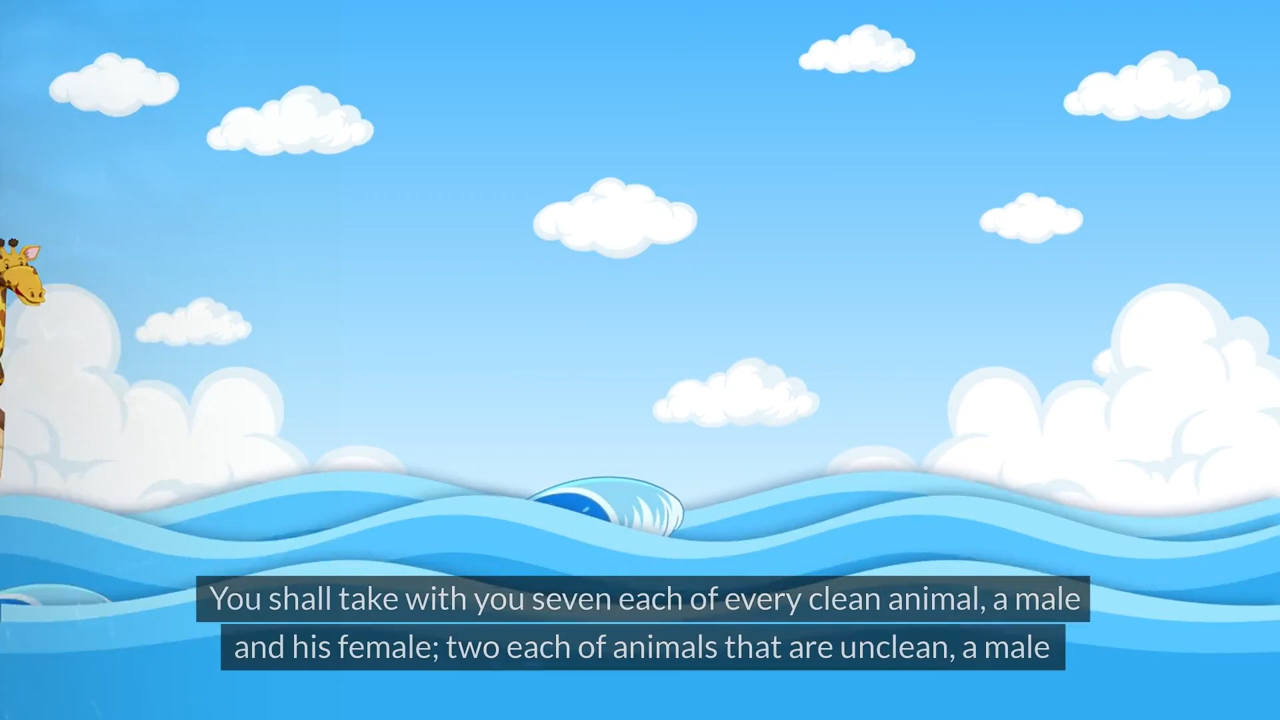 You shall take with you seven each of every clean animal, a male
and his female; two each of animals that are unclean, a male